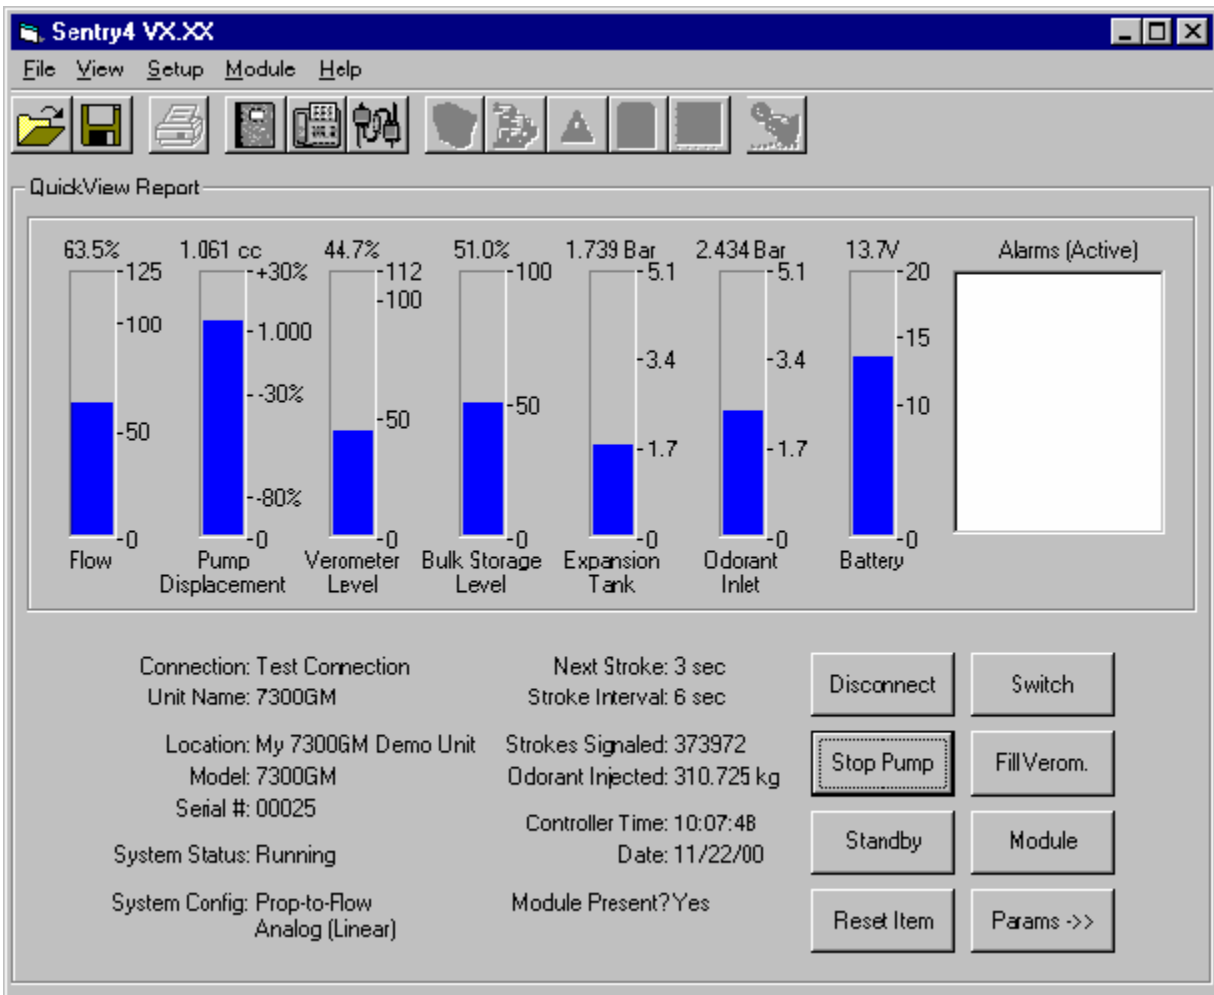 Sentry4 VX.XX
File View Setup Module Help
QuickView Report
63.5% 1.061 cc 44.7% 51.0% 1.739 Bar 2.434 Bar 13.7V Alarms (Active)
125 +30% 112 100 5.1 5.1 20
100
100 1.000 15
3.4 3.4
-30% 50 10
50 50
1.7 1.7
-80%
0 0 0 0 0 0 0
Flow Pump Verometer Bulk Storage Expansion Odorant Battery
Displacement Level Level Tank Inlet
Connection: Test Connection Next Stroke: 3 sec Disconnect Switch
Unit Name: 7300GM Stroke Interval: 6 sec
Location: My 7300GM Demo Unit Strokes Signaled: 373972 Stop Pump Fill Verom.
Model: 7300GM Odorant Injected: 310.725 kg
Serial #: 00025
Controller Time: 10:07:48 Standby Module
System Status: Running Date: 11/22/00
System Config: Prop-to-Flow Module Present? Yes Reset Item Params ->>
Analog (Linear)